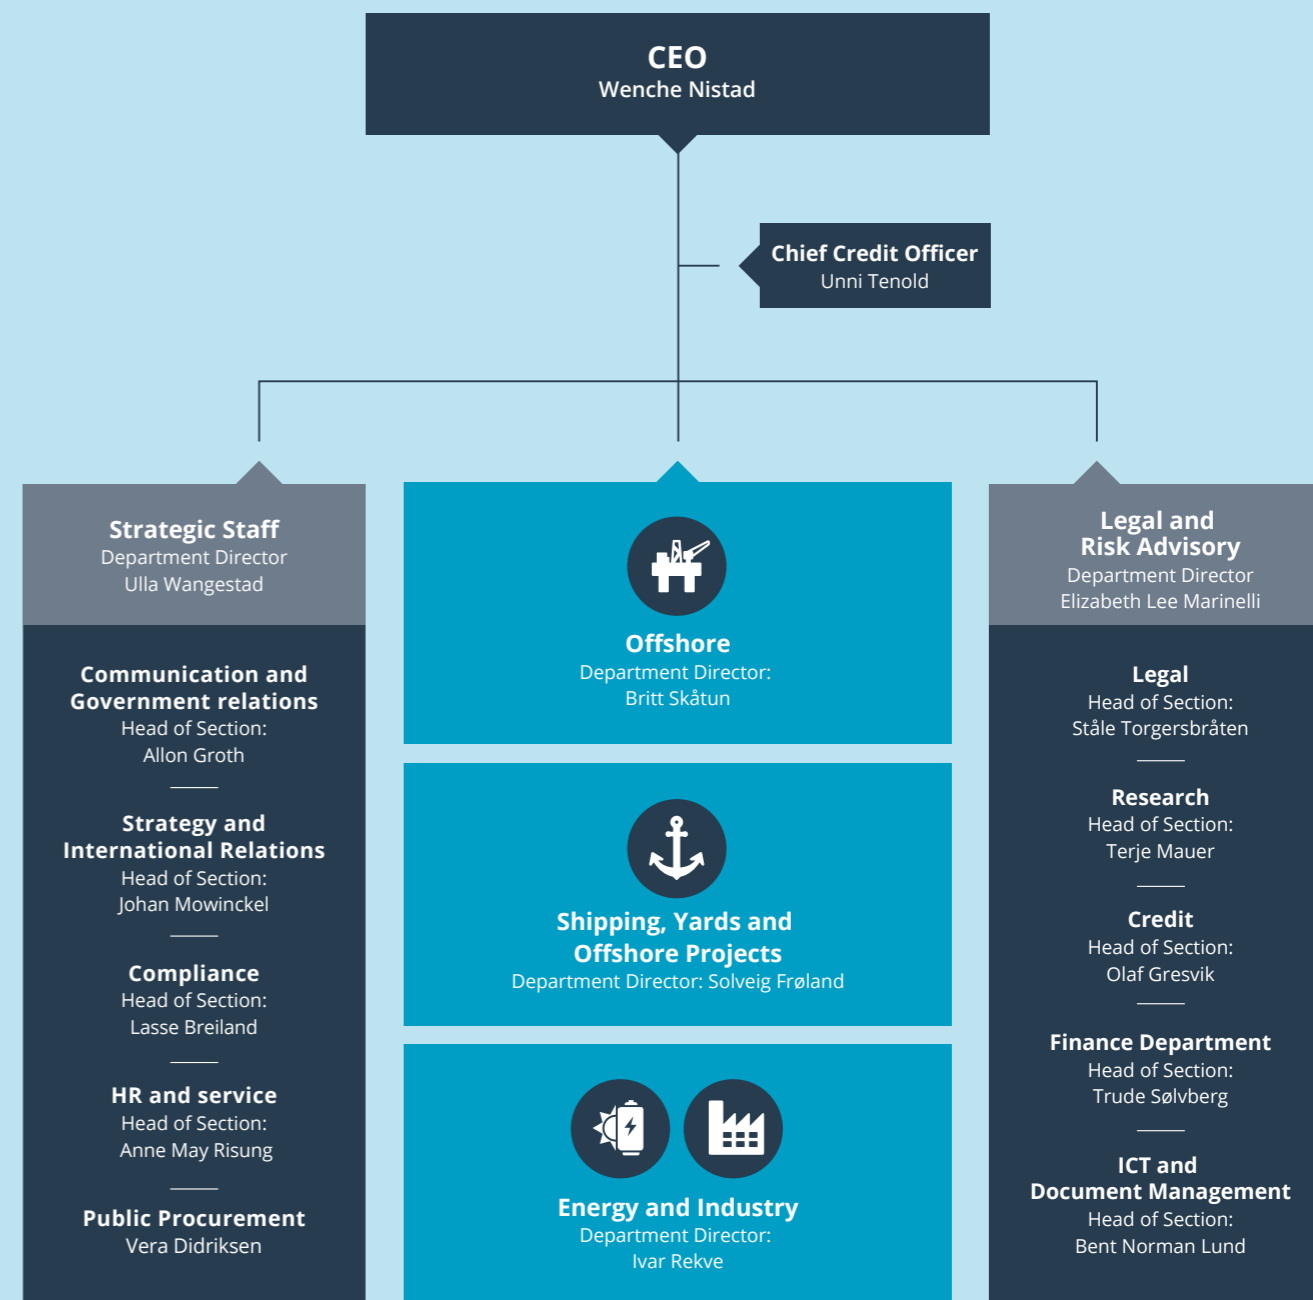 CEO
Wenche Nistad
Chief Credit Officer
Unni Tenold
Strategic Staff
Department Director
Ulla Wangestad
Communication and
Government relations
Head of Section:
Allon Groth
Strategy and
International Relations
Head of Section:
Johan Mowinckel
Compliance
Head of Section:
Lasse Breiland
HR and service
Head of Section:
Anne May Risung
Public Procurement
Vera Didriksen
Offshore
Department Director:
Britt Skåtun
Shipping, Yards and
Offshore Projects
Department Director: Solveig Frøland
Energy and Industry
Department Director:
Ivar Rekve
Legal and
Risk Advisory
Department Director
Elizabeth Lee Marinelli
Legal
Head of Section:
Ståle Torgersbråten
Research
Head of Section:
Terje Mauer
Credit
Head of Section:
Olaf Gresvik
Finance Department
Head of Section:
Trude Sølvberg
ICT and
Document Management
Head of Section:
Bent Norman Lund